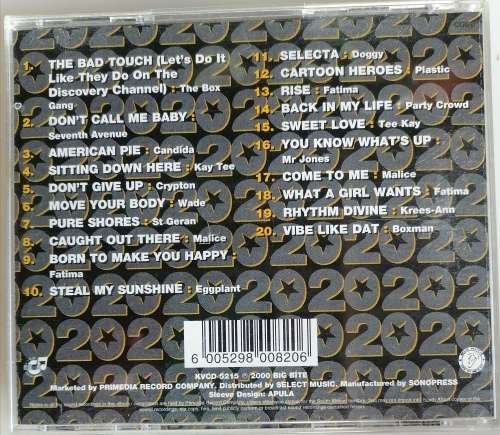 1. THE BAD TOUCH (Let's Do It
Like They Do On The
Discovery Channel) : The Box
Gang
2. DON'T CALL ME BABY :
Seventh Avenue
3. AMERICAN PIE : Candida
4. SITTING DOWN HERE : Kay Tee
5. DON'T GIVE UP : Crypton
6. MOVE YOUR BODY : Wade
7. PURE SHORES : St Geran
8. CAUGHT OUT THERE : Malice
9. BORN TO MAKE YOU HAPPY :
Fatima
10. STEAL MY SUNSHINE : Eggplant
11. SELECTA : Doggy
12. CARTOON HEROES : Plastic
13. RISE : Fatima
14. BACK IN MY LIFE : Party Crowd
15. SWEET LOVE : Tee Kay
16. YOU KNOW WHAT'S UP :
Mr Jones
17. COME TO ME : Malice
18. WHAT A GIRL WANTS : Fatima
19. RHYTHM DIVINE : Krees-Ann
20. VIBE LIKE DAT : Boxman
6 005298 008206
XVCD-5215 ℗ 2000 BIG BITE
Marketed by PRIMEDIA RECORD COMPANY. Distributed by SELECT MUSIC. Manufactured by SONOPRESS
Sleeve Design: APULA